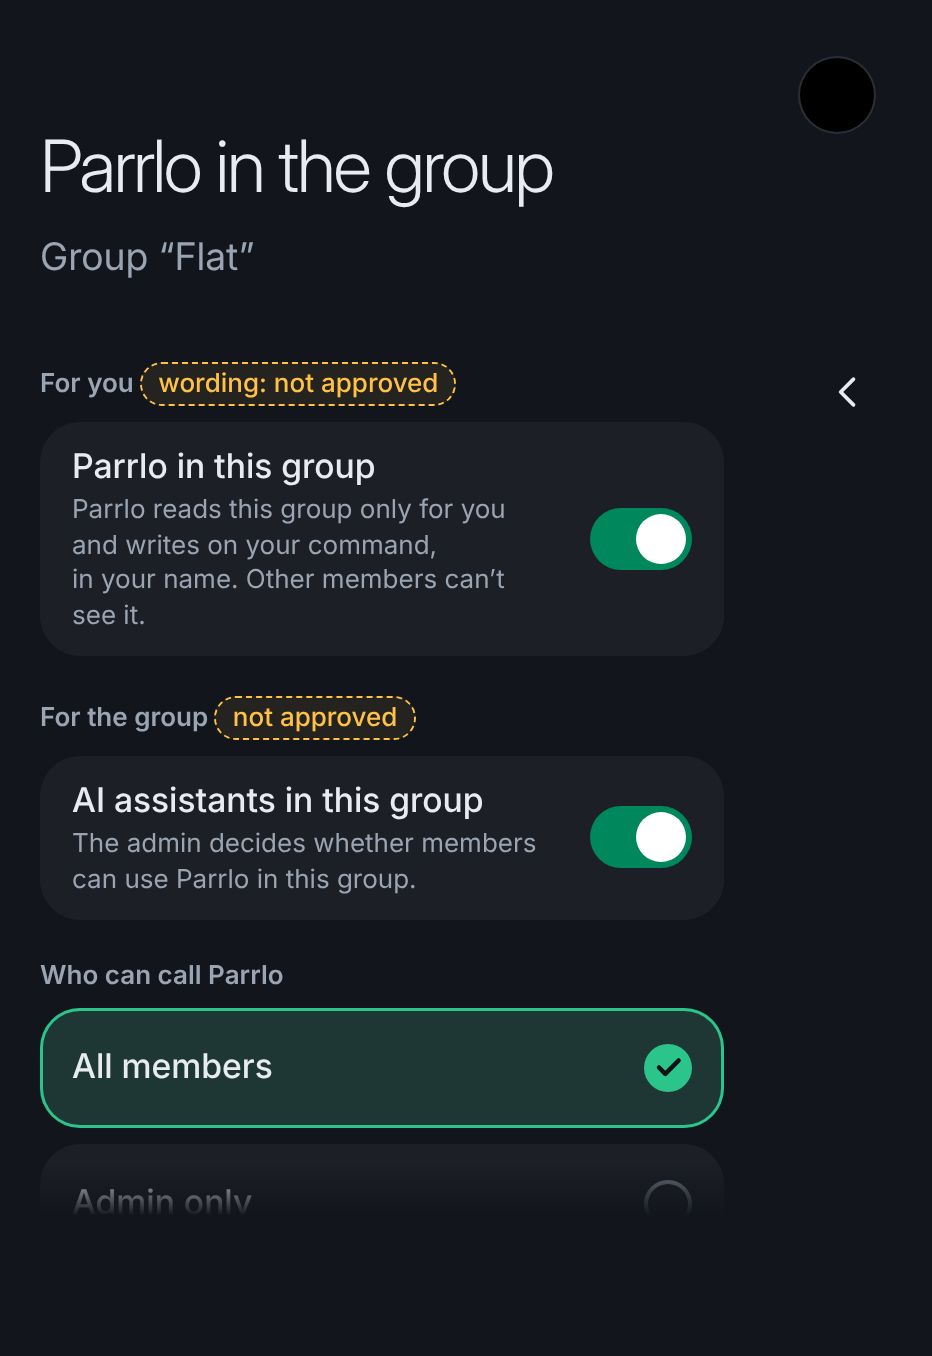 Parrlo in the group
Group “Flat”
For you wording: not approved
Parrlo in this group
Parrlo reads this group only for you
and writes on your command,
in your name. Other members can’t
see it.
For the group not approved
AI assistants in this group
The admin decides whether members
can use Parrlo in this group.
Who can call Parrlo
All members
Admin only